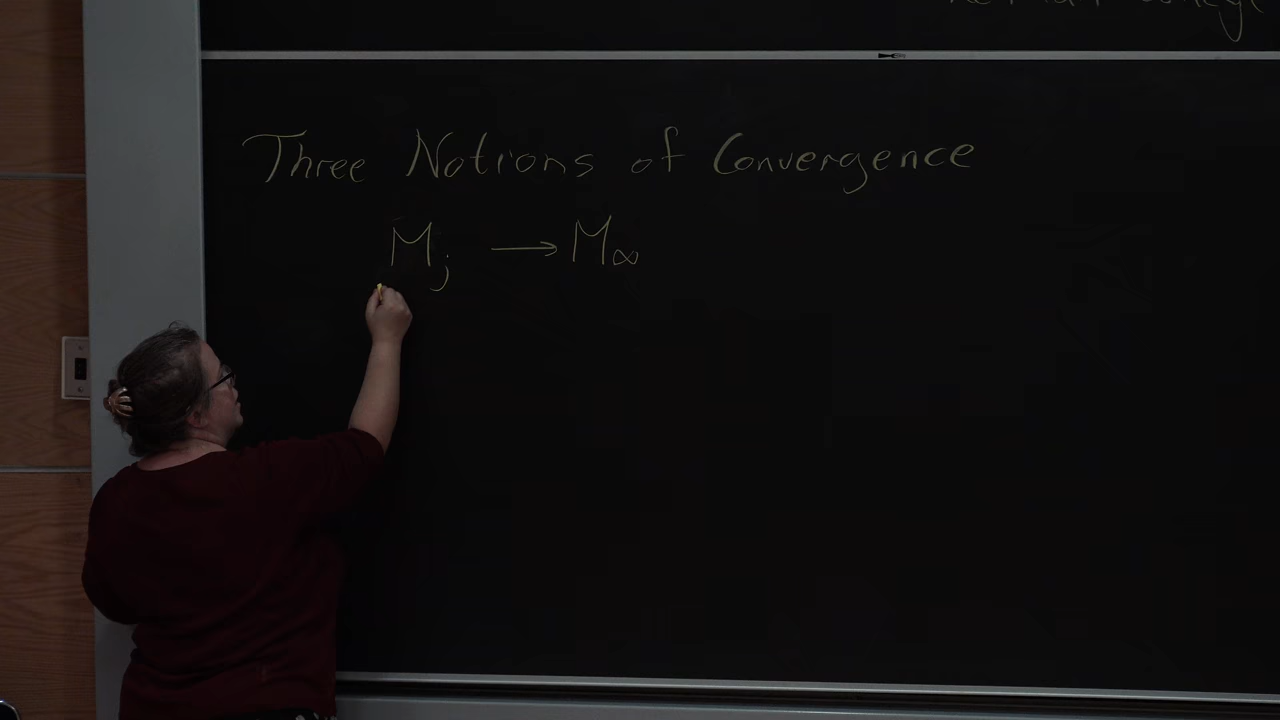 Three Notions of Convergence
M_j → M_∞